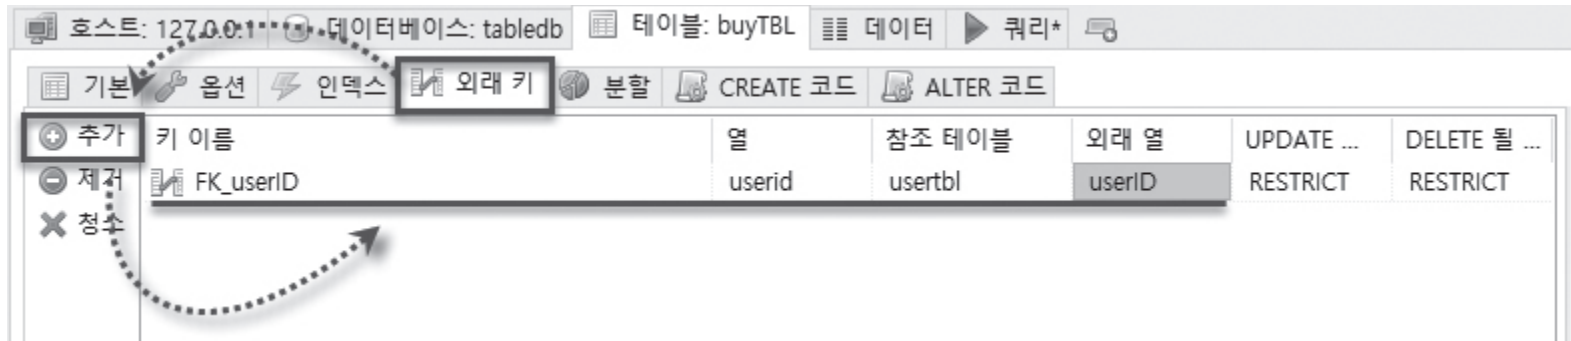 호스트: 127.0.0.1 데이터베이스: tabledb 테이블: buyTBL 데이터 쿼리*
기본 옵션 인덱스 외래 키 분할 CREATE 코드 ALTER 코드
추가 키 이름 열 참조 테이블 외래 열 UPDATE ... DELETE 될 ...
제거 FK_userID userid usertbl userID RESTRICT RESTRICT
청소